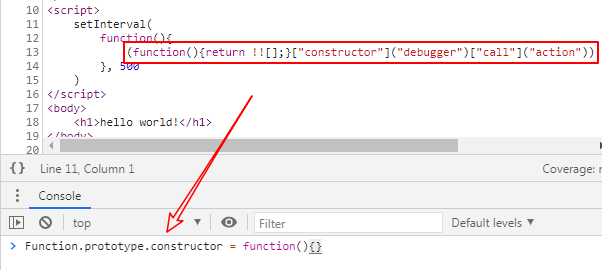 10 <script>
11 setInterval(
12 function(){
13 (function(){return !![];}["constructor"]("debugger")["call"]("action"))
14 }, 500
15 )
16 </script>
17 <body>
18 <h1>hello world!</h1>
19 </body>
20
{} Line 11, Column 1 Coverage: n
Console
top Filter Default levels ▼
> Function.prototype.constructor = function(){}